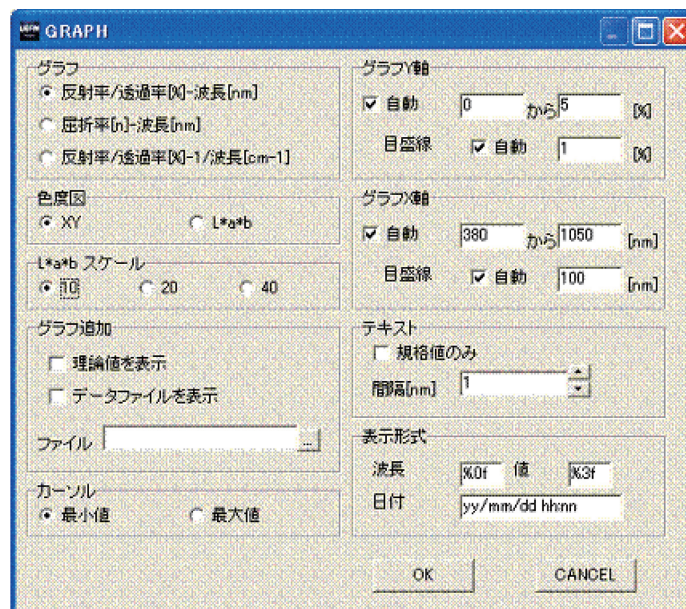 GRAPH
グラフ
反射率/透過率[%]-波長[nm]
屈折率[n]-波長[nm]
反射率/透過率[%]-1/波長[cm-1]
色度図
XY
L*a*b
L*a*b スケール
10
20
40
グラフ追加
理論値を表示
データファイルを表示
ファイル
...
カーソル
最小値
最大値
グラフY軸
自動 0 から 5 [%]
目盛線 自動 1 [%]
グラフX軸
自動 380 から 1050 [nm]
目盛線 自動 100 [nm]
テキスト
規格値のみ
間隔[nm] 1
表示形式
波長 %.0f 値 %.3f
日付 yy/mm/dd hh:nn
OK
CANCEL